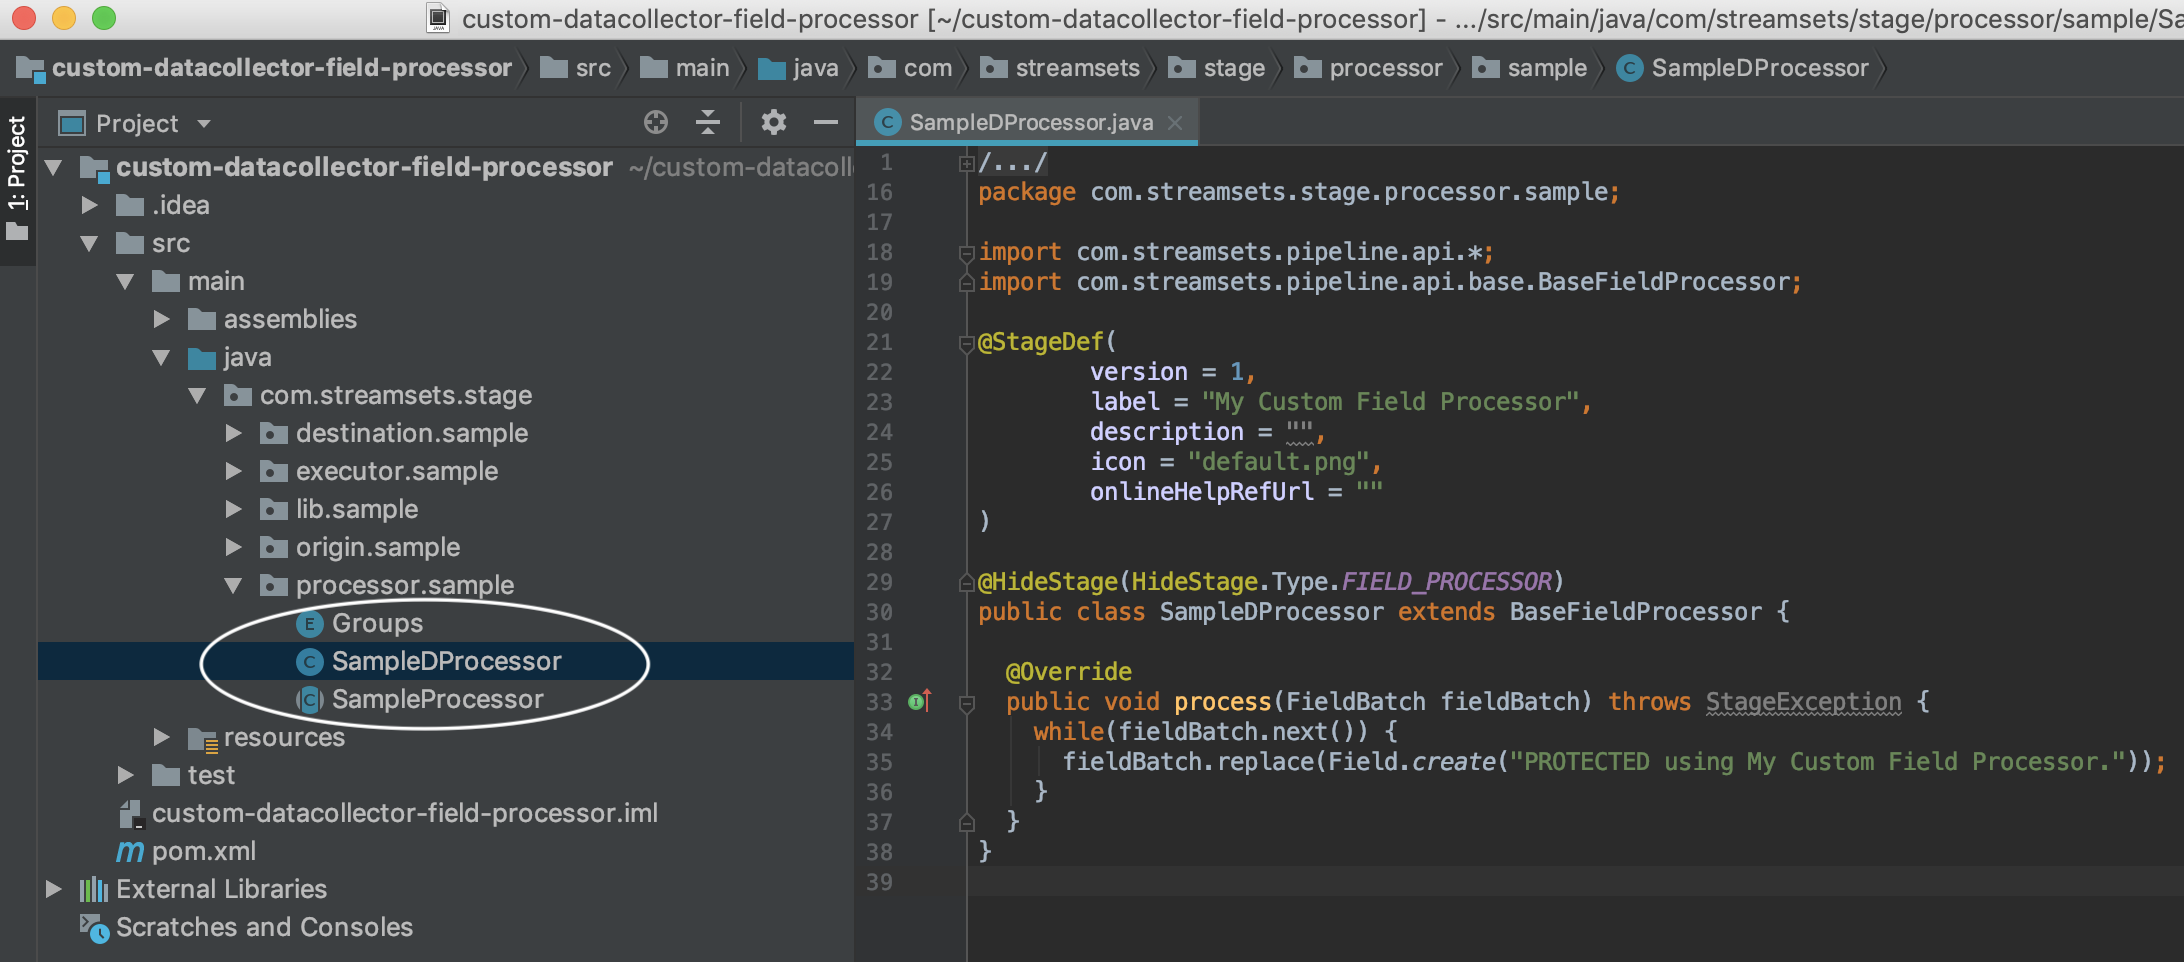 custom-datacollector-field-processor [~/custom-datacollector-field-processor] - .../src/main/java/com/streamsets/stage/processor/sample/Sa
custom-datacollector-field-processor src main java com streamsets stage processor sample SampleDProcessor
1: Project
Project
custom-datacollector-field-processor ~/custom-datacoll
.idea
src
main
assemblies
java
com.streamsets.stage
destination.sample
executor.sample
lib.sample
origin.sample
processor.sample
Groups
SampleDProcessor
SampleProcessor
resources
test
custom-datacollector-field-processor.iml
pom.xml
External Libraries
Scratches and Consoles
SampleDProcessor.java
1 /.../
16 package com.streamsets.stage.processor.sample;
17
18 import com.streamsets.pipeline.api.*;
19 import com.streamsets.pipeline.api.base.BaseFieldProcessor;
20
21 @StageDef(
22 version = 1,
23 label = "My Custom Field Processor",
24 description = "",
25 icon = "default.png",
26 onlineHelpRefUrl = ""
27 )
28
29 @HideStage(HideStage.Type.FIELD_PROCESSOR)
30 public class SampleDProcessor extends BaseFieldProcessor {
31
32 @Override
33 public void process(FieldBatch fieldBatch) throws StageException {
34 while(fieldBatch.next()) {
35 fieldBatch.replace(Field.create("PROTECTED using My Custom Field Processor."));
36 }
37 }
38 }
39